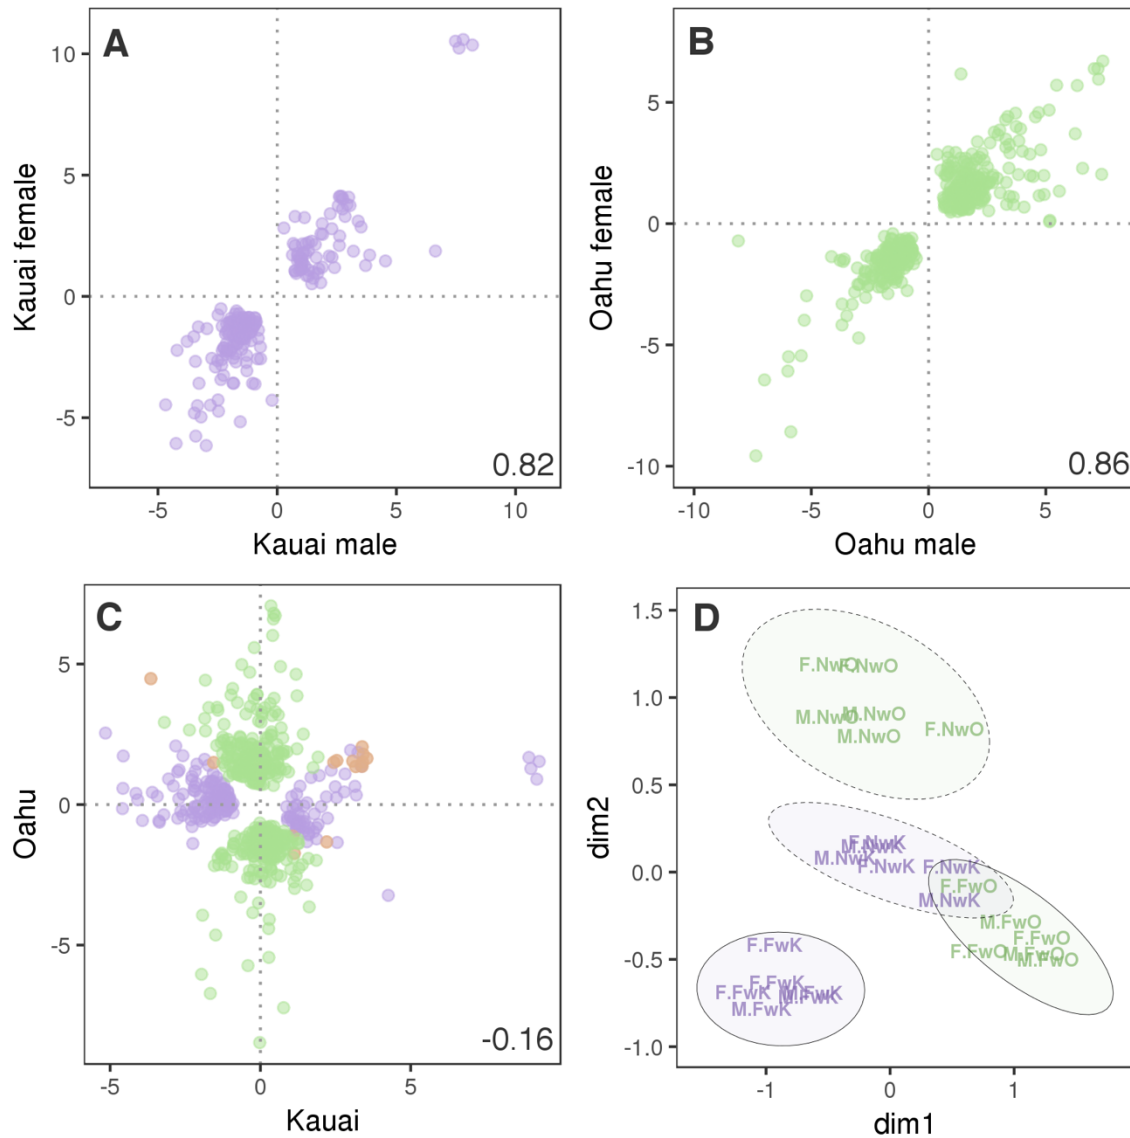 A
10
5
0
-5
Kauai female
0.82
-5
0
5
10
Kauai male
B
5
0
-5
-10
Oahu female
0.86
-10
-5
0
5
Oahu male
C
5
0
-5
Oahu
-0.16
-5
0
5
Kauai
D
1.5
1.0
0.5
0.0
-0.5
-1.0
dim2
F.NwO
F.NwO
M.NwO
M.NwO
M.NwO
F.NwO
F.NwK
M.NwK
M.NwK
F.NwK
F.NwK
F.FwO
M.NwK
M.FwO
F.FwO
F.FwO
M.FwO
M.FwO
F.FwK
F.FwK
F.FwK
M.FwK
M.FwK
M.FwK
-1
0
1
dim1